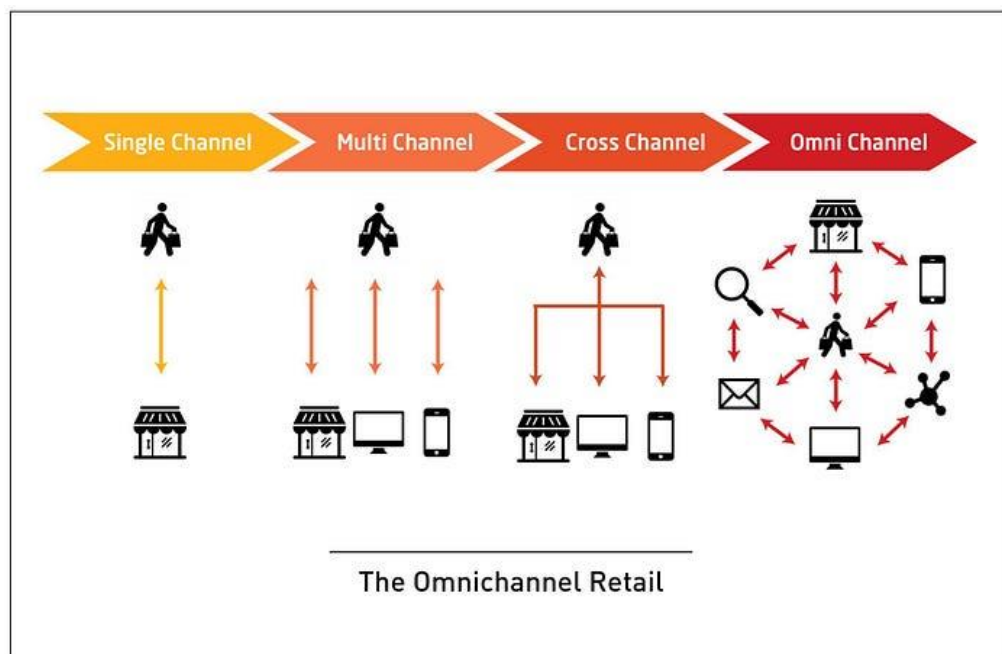 Single Channel
Multi Channel
Cross Channel
Omni Channel
The Omnichannel Retail